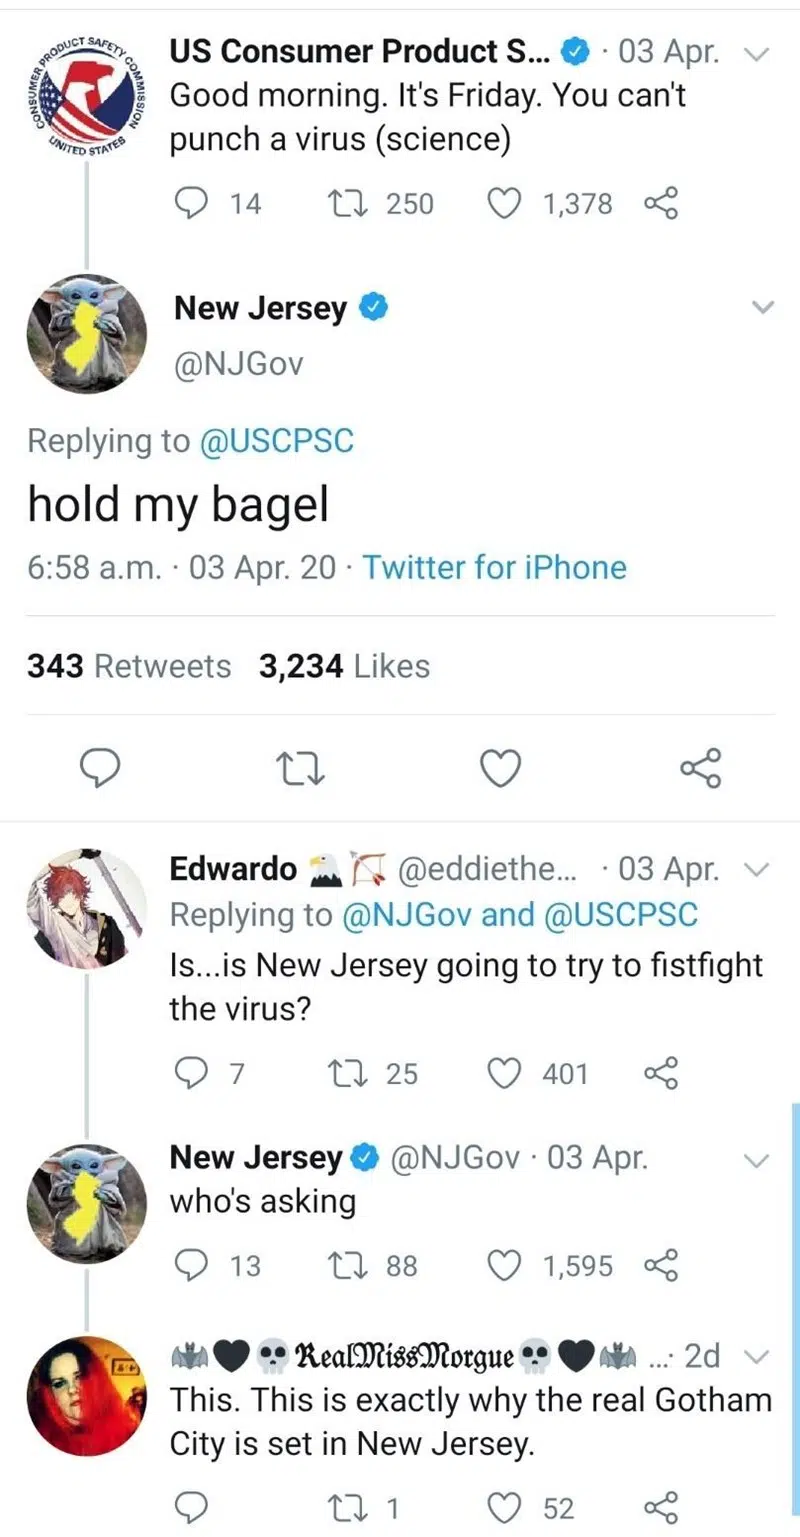 CONSUMER PRODUCT SAFETY COMMISSION
UNITED STATES
US Consumer Product S... · 03 Apr.
Good morning. It's Friday. You can't
punch a virus (science)
14 250 1,378
New Jersey
@NJGov
Replying to @USCPSC
hold my bagel
6:58 a.m. · 03 Apr. 20 · Twitter for iPhone
343 Retweets 3,234 Likes
Edwardo 🦅🏹 @eddiethe... · 03 Apr.
Replying to @NJGov and @USCPSC
Is...is New Jersey going to try to fistfight
the virus?
7 25 401
New Jersey @NJGov · 03 Apr.
who's asking
13 88 1,595
🦇🖤💀𝕽𝖊𝖆𝖑𝕸𝖎𝖘𝖘𝕸𝖔𝖗𝖌𝖚𝖊💀🖤🦇 ...· 2d
This. This is exactly why the real Gotham
City is set in New Jersey.
1 52